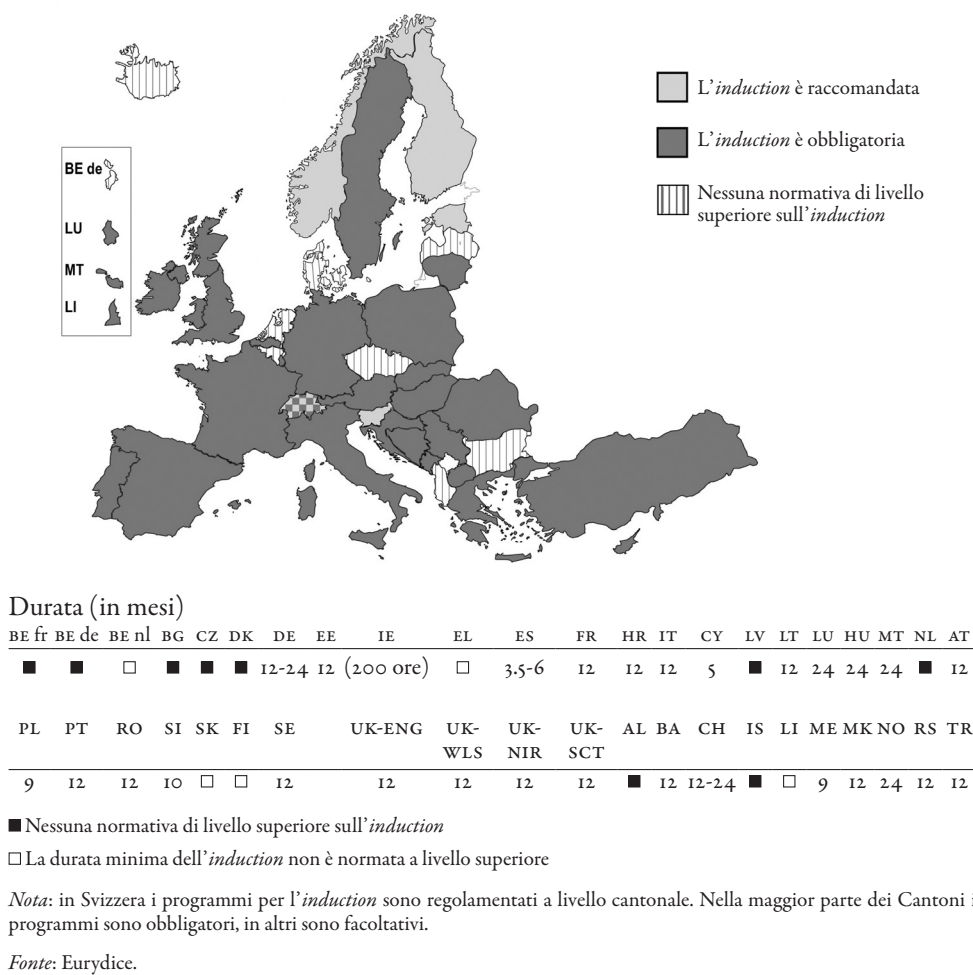 L'induction è raccomandata
L'induction è obbligatoria
Nessuna normativa di livello
superiore sull'induction
BE de
LU
MT
LI
Durata (in mesi)
BE fr BE de BE nl BG CZ DK DE EE IE EL ES FR HR IT CY LV LT LU HU MT NL AT
■ ■ □ ■ ■ ■ 12-24 12 (200 ore) □ 3.5-6 12 12 12 5 ■ 12 24 24 24 ■ 12
PL PT RO SI SK FI SE UK-ENG UK-WLS UK-NIR UK-SCT AL BA CH IS LI ME MK NO RS TR
9 12 12 10 □ □ 12 12 12 12 12 ■ 12 12-24 ■ □ 9 12 24 12 12
■ Nessuna normativa di livello superiore sull'induction
□ La durata minima dell'induction non è normata a livello superiore
Nota: in Svizzera i programmi per l'induction sono regolamentati a livello cantonale. Nella maggior parte dei Cantoni i
programmi sono obbligatori, in altri sono facoltativi.
Fonte: Eurydice.